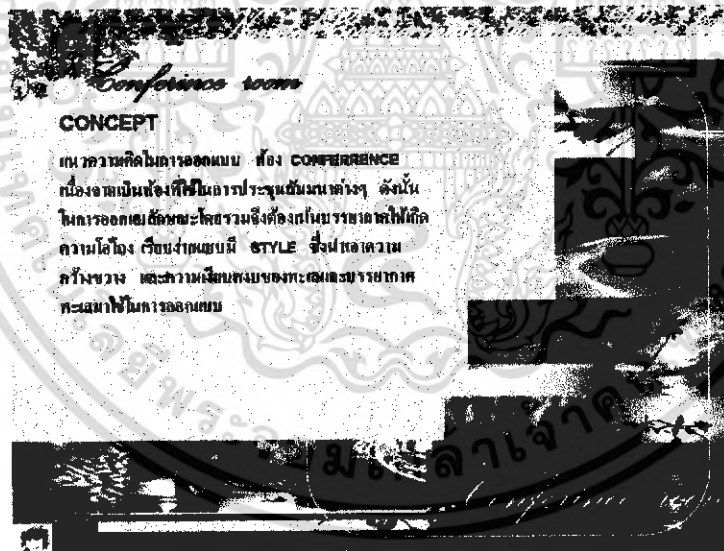 Conference room
CONCEPT
แนวความคิดในการออกแบบ ห้อง CONFERRENCE
เนื่องจากเป็นห้องที่ใช้ในการประชุมสัมมนาต่างๆ ดังนั้น
ในการออกแบบลักษณะโดยรวมจึงต้องเน้นบรรยากาศให้เกิด
ความโอ่โถง เรียบง่ายแบบมี STYLE ซึ่งนำเอาความ
กว้างขวาง และความเงียบสงบของทะเลและบรรยากาศ
ทะเลมาใช้ในการออกแบบ
Conference room